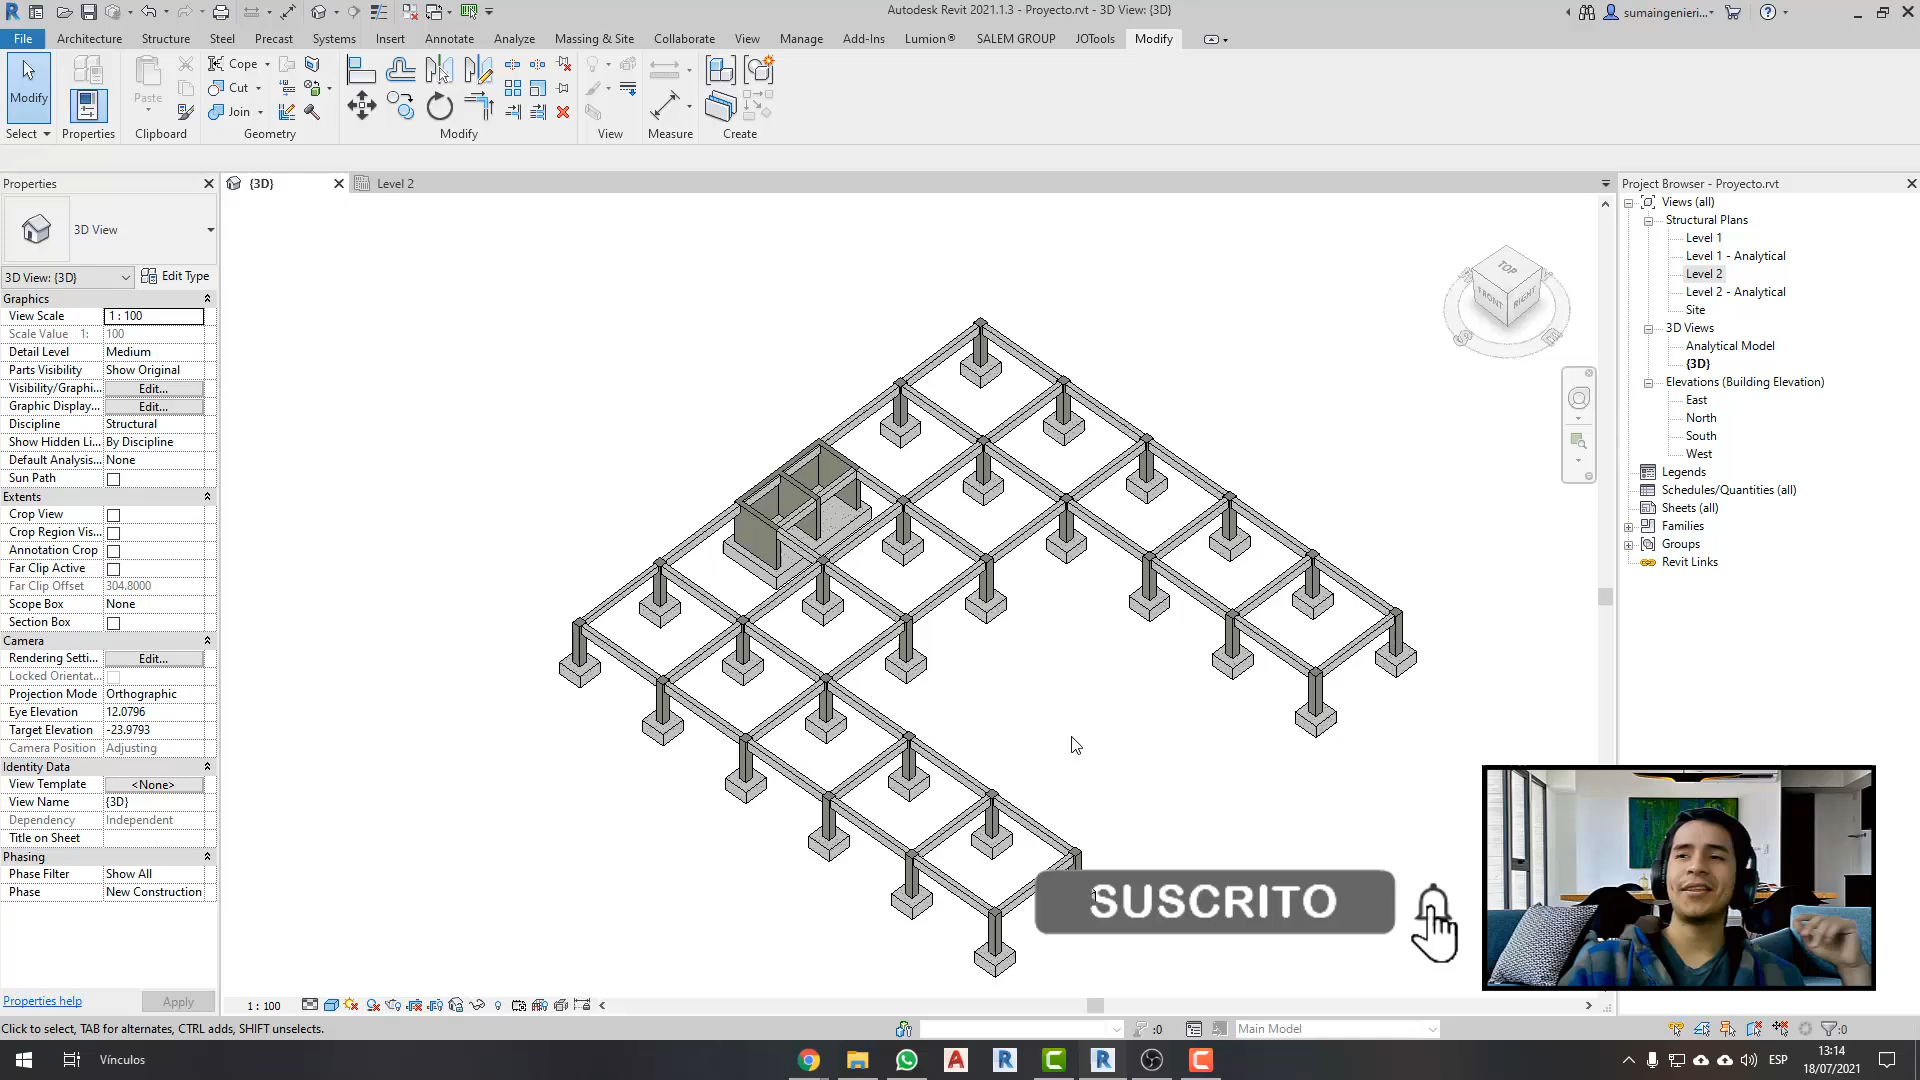 Autodesk Revit 2021.1.3 - Proyecto.rvt - 3D View: {3D}
sumaingenieri...
File Architecture Structure Steel Precast Systems Insert Annotate Analyze Massing & Site Collaborate View Manage Add-Ins Lumion® SALEM GROUP JOTools Modify
Modify
Paste
Cope
Cut
Join
Select Properties Clipboard Geometry Modify View Measure Create
Properties
{3D}
Level 2
Project Browser - Proyecto.rvt
3D View
3D View: {3D}
Edit Type
Graphics
View Scale 1 : 100
Scale Value 1: 100
Detail Level Medium
Parts Visibility Show Original
Visibility/Graphi... Edit...
Graphic Display... Edit...
Discipline Structural
Show Hidden Li... By Discipline
Default Analysis... None
Sun Path
Extents
Crop View
Crop Region Vis...
Annotation Crop
Far Clip Active
Far Clip Offset 304.8000
Scope Box None
Section Box
Camera
Rendering Setti... Edit...
Locked Orientat...
Projection Mode Orthographic
Eye Elevation 12.0796
Target Elevation -23.9793
Camera Position Adjusting
Identity Data
View Template <None>
View Name {3D}
Dependency Independent
Title on Sheet
Phasing
Phase Filter Show All
Phase New Construction
Properties help
Apply
TOP
FRONT
RIGHT
Views (all)
Structural Plans
Level 1
Level 1 - Analytical
Level 2
Level 2 - Analytical
Site
3D Views
Analytical Model
{3D}
Elevations (Building Elevation)
East
North
South
West
Legends
Schedules/Quantities (all)
Sheets (all)
Families
Groups
Revit Links
SUSCRITO
1 : 100
Click to select, TAB for alternates, CTRL adds, SHIFT unselects.
:0
Main Model
:0
Vínculos
ESP
13:14
18/07/2021